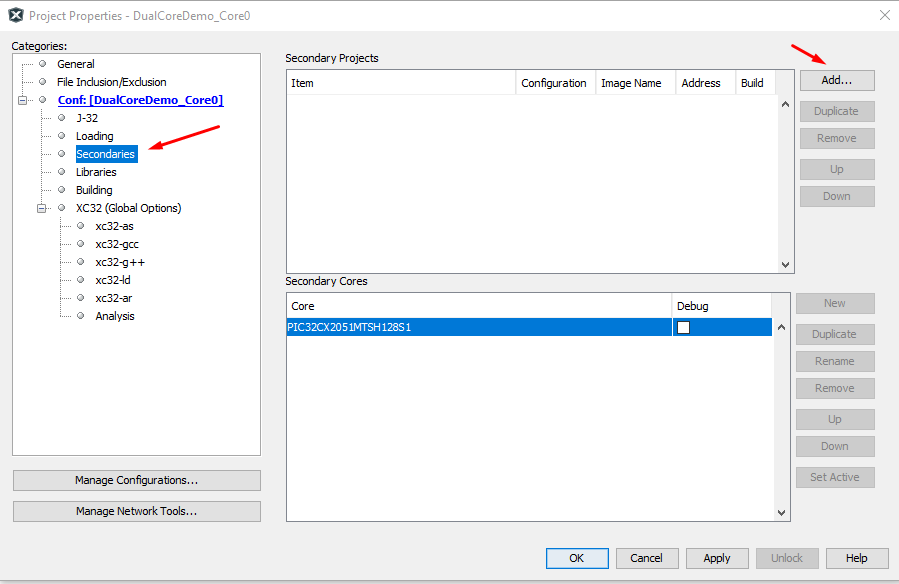 Project Properties - DualCoreDemo_Core0
Categories:
General
File Inclusion/Exclusion
Conf: [DualCoreDemo_Core0]
J-32
Loading
Secondaries
Libraries
Building
XC32 (Global Options)
xc32-as
xc32-gcc
xc32-g++
xc32-ld
xc32-ar
Analysis
Manage Configurations...
Manage Network Tools...
Secondary Projects
Item Configuration Image Name Address Build
Add...
Duplicate
Remove
Up
Down
Secondary Cores
Core Debug
PIC32CX2051MTSH128S1
New
Duplicate
Rename
Remove
Up
Down
Set Active
OK Cancel Apply Unlock Help